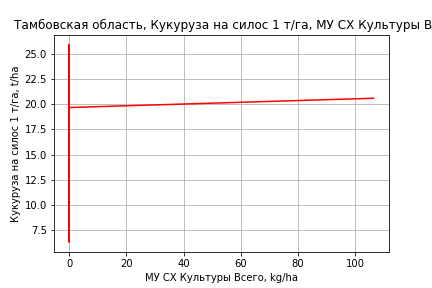 Тамбовская область, Кукуруза на силос 1 т/га, МУ СХ Культуры В
25.0
22.5
20.0
17.5
15.0
12.5
10.0
7.5
Кукуруза на силос 1 т/га, t/ha
0 20 40 60 80 100
МУ СХ Культуры Всего, kg/ha